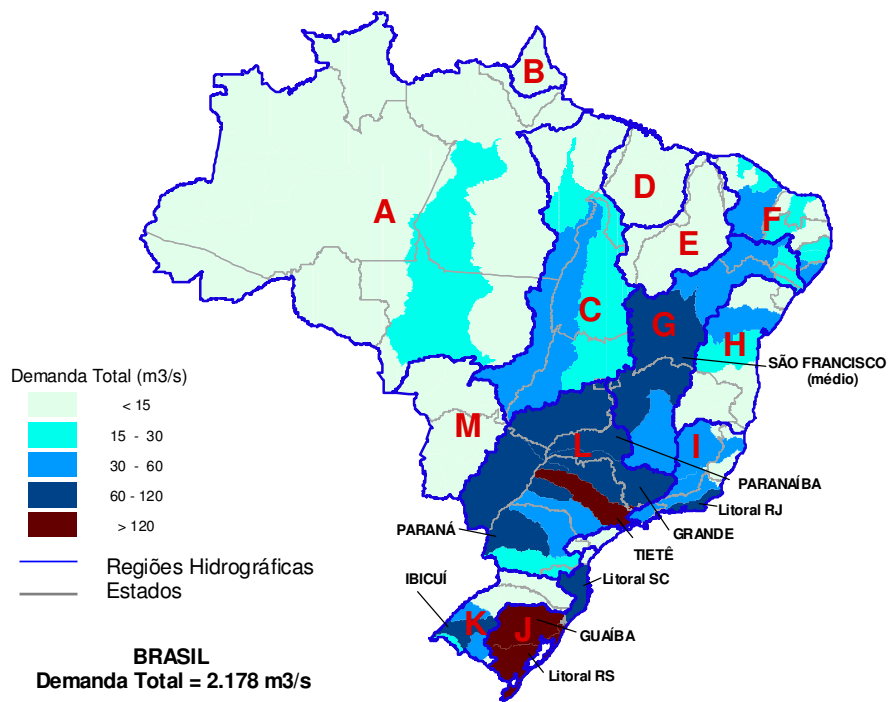 B
A
D
F
E
C
G
H
SÃO FRANCISCO
(médio)
Demanda Total (m3/s)
< 15
15 - 30
30 - 60
60 - 120
> 120
M
L
I
PARANAÍBA
Litoral RJ
GRANDE
TIETÊ
PARANÁ
Regiões Hidrográficas
Estados
IBICUÍ
Litoral SC
K
J
GUAÍBA
Litoral RS
BRASIL
Demanda Total = 2.178 m3/s